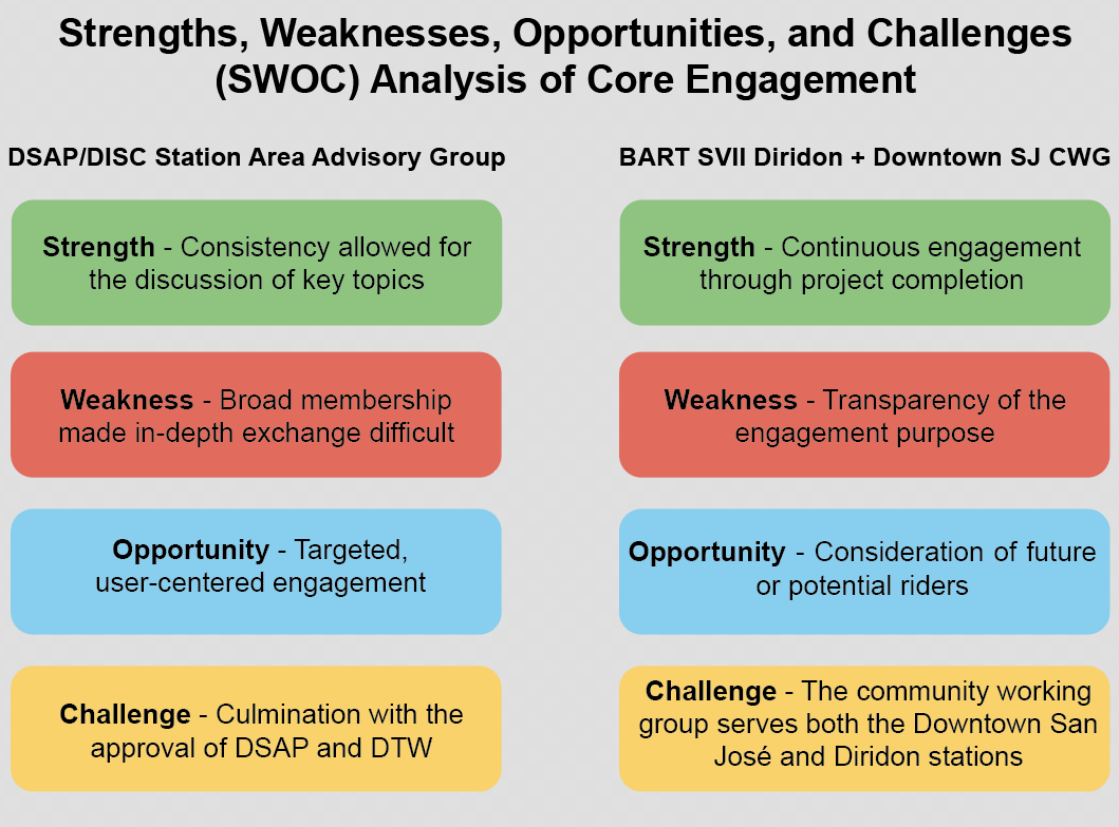 Strengths, Weaknesses, Opportunities, and Challenges
(SWOC) Analysis of Core Engagement
DSAP/DISC Station Area Advisory Group
Strength - Consistency allowed for
the discussion of key topics
Weakness - Broad membership
made in-depth exchange difficult
Opportunity - Targeted,
user-centered engagement
Challenge - Culmination with the
approval of DSAP and DTW
BART SVII Diridon + Downtown SJ CWG
Strength - Continuous engagement
through project completion
Weakness - Transparency of the
engagement purpose
Opportunity - Consideration of future
or potential riders
Challenge - The community working
group serves both the Downtown San
José and Diridon stations